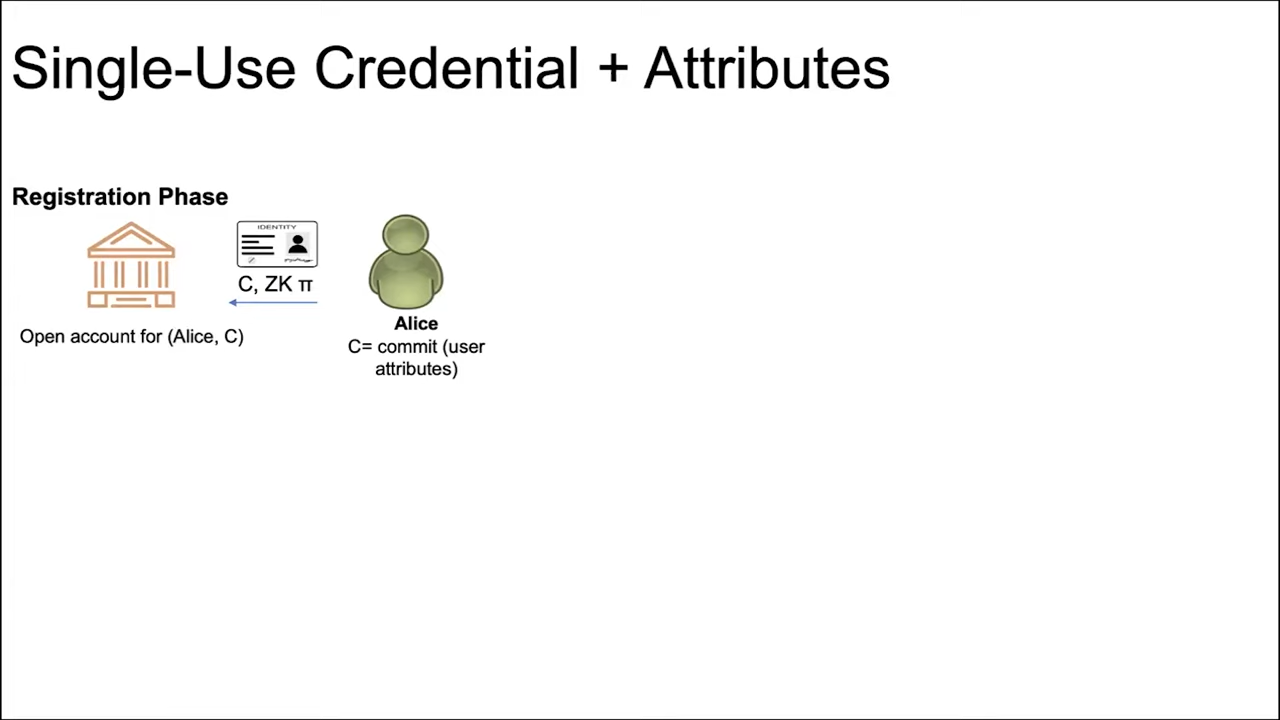 Single-Use Credential + Attributes
Registration Phase
IDENTITY
C, ZK π
Open account for (Alice, C)
Alice
C= commit (user
attributes)